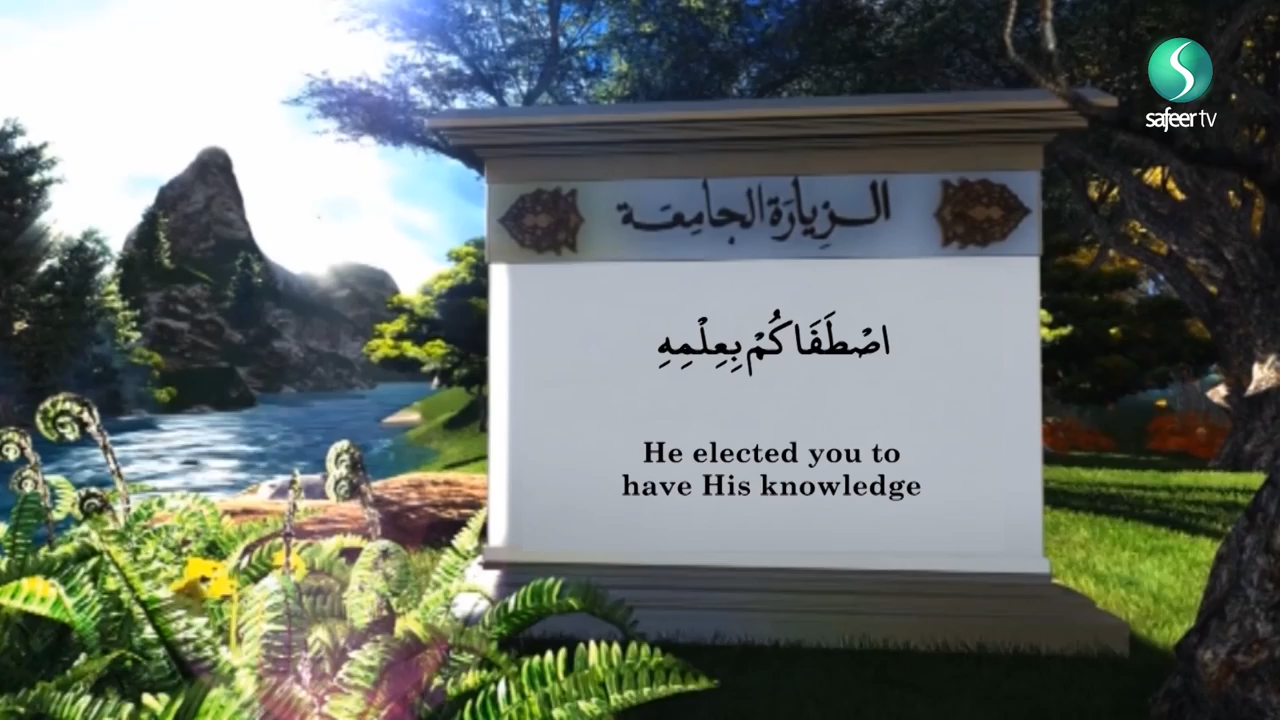 safeer tv
الزيارة الجامعة
اصْطَفَاكُمْ بِعِلْمِهِ
He elected you to
have His knowledge